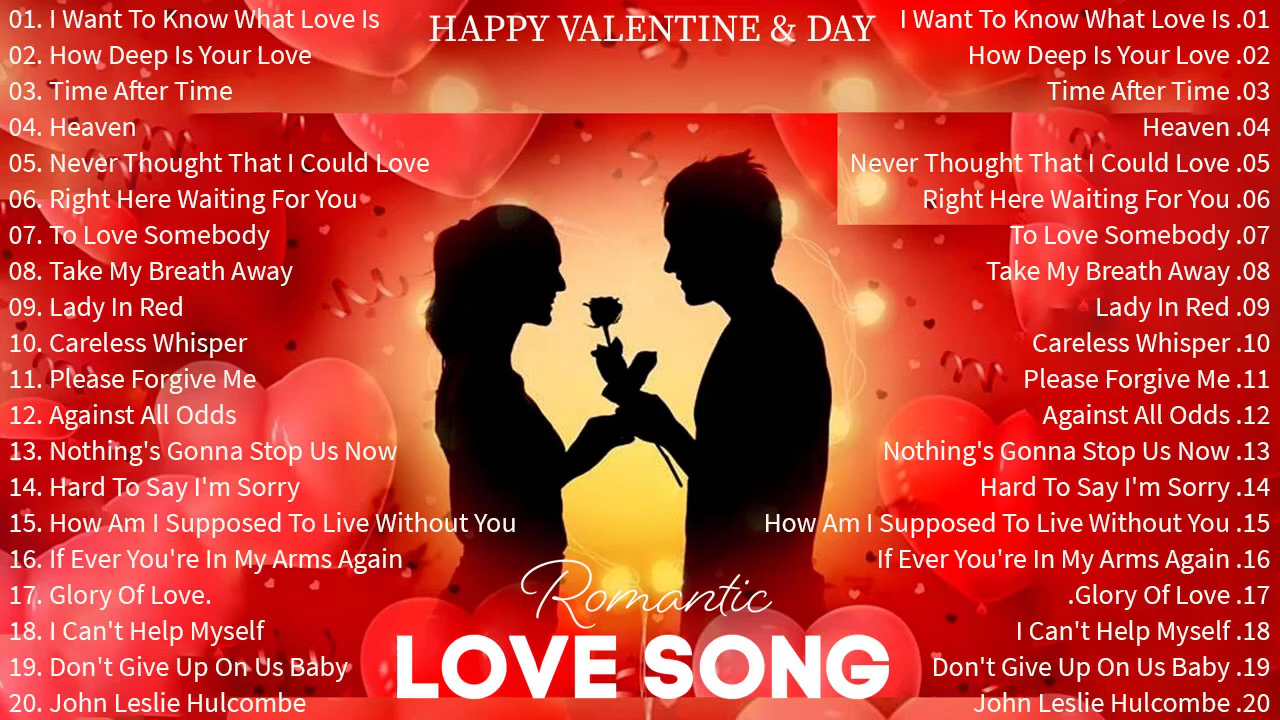 HAPPY VALENTINE & DAY
01. I Want To Know What Love Is
02. How Deep Is Your Love
03. Time After Time
04. Heaven
05. Never Thought That I Could Love
06. Right Here Waiting For You
07. To Love Somebody
08. Take My Breath Away
09. Lady In Red
10. Careless Whisper
11. Please Forgive Me
12. Against All Odds
13. Nothing's Gonna Stop Us Now
14. Hard To Say I'm Sorry
15. How Am I Supposed To Live Without You
16. If Ever You're In My Arms Again
17. Glory Of Love.
18. I Can't Help Myself
19. Don't Give Up On Us Baby
20. John Leslie Hulcombe
I Want To Know What Love Is .01
How Deep Is Your Love .02
Time After Time .03
Heaven .04
Never Thought That I Could Love .05
Right Here Waiting For You .06
To Love Somebody .07
Take My Breath Away .08
Lady In Red .09
Careless Whisper .10
Please Forgive Me .11
Against All Odds .12
Nothing's Gonna Stop Us Now .13
Hard To Say I'm Sorry .14
How Am I Supposed To Live Without You .15
If Ever You're In My Arms Again .16
.Glory Of Love .17
I Can't Help Myself .18
Don't Give Up On Us Baby .19
John Leslie Hulcombe .20
Romantic
LOVE SONG